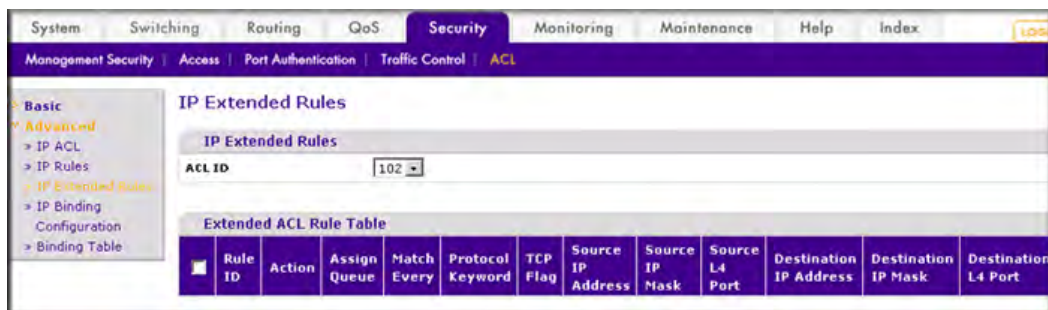 System Switching Routing QoS Security Monitoring Maintenance Help Index
Management Security | Access | Port Authentication | Traffic Control | ACL
Basic
Advanced
» IP ACL
» IP Rules
IP Extended Rules
» IP Binding
Configuration
» Binding Table
IP Extended Rules
IP Extended Rules
ACL ID 102
Extended ACL Rule Table
Rule ID Action Assign Queue Match Every Protocol Keyword TCP Flag Source IP Address Source IP Mask Source L4 Port Destination IP Address Destination IP Mask Destination L4 Port